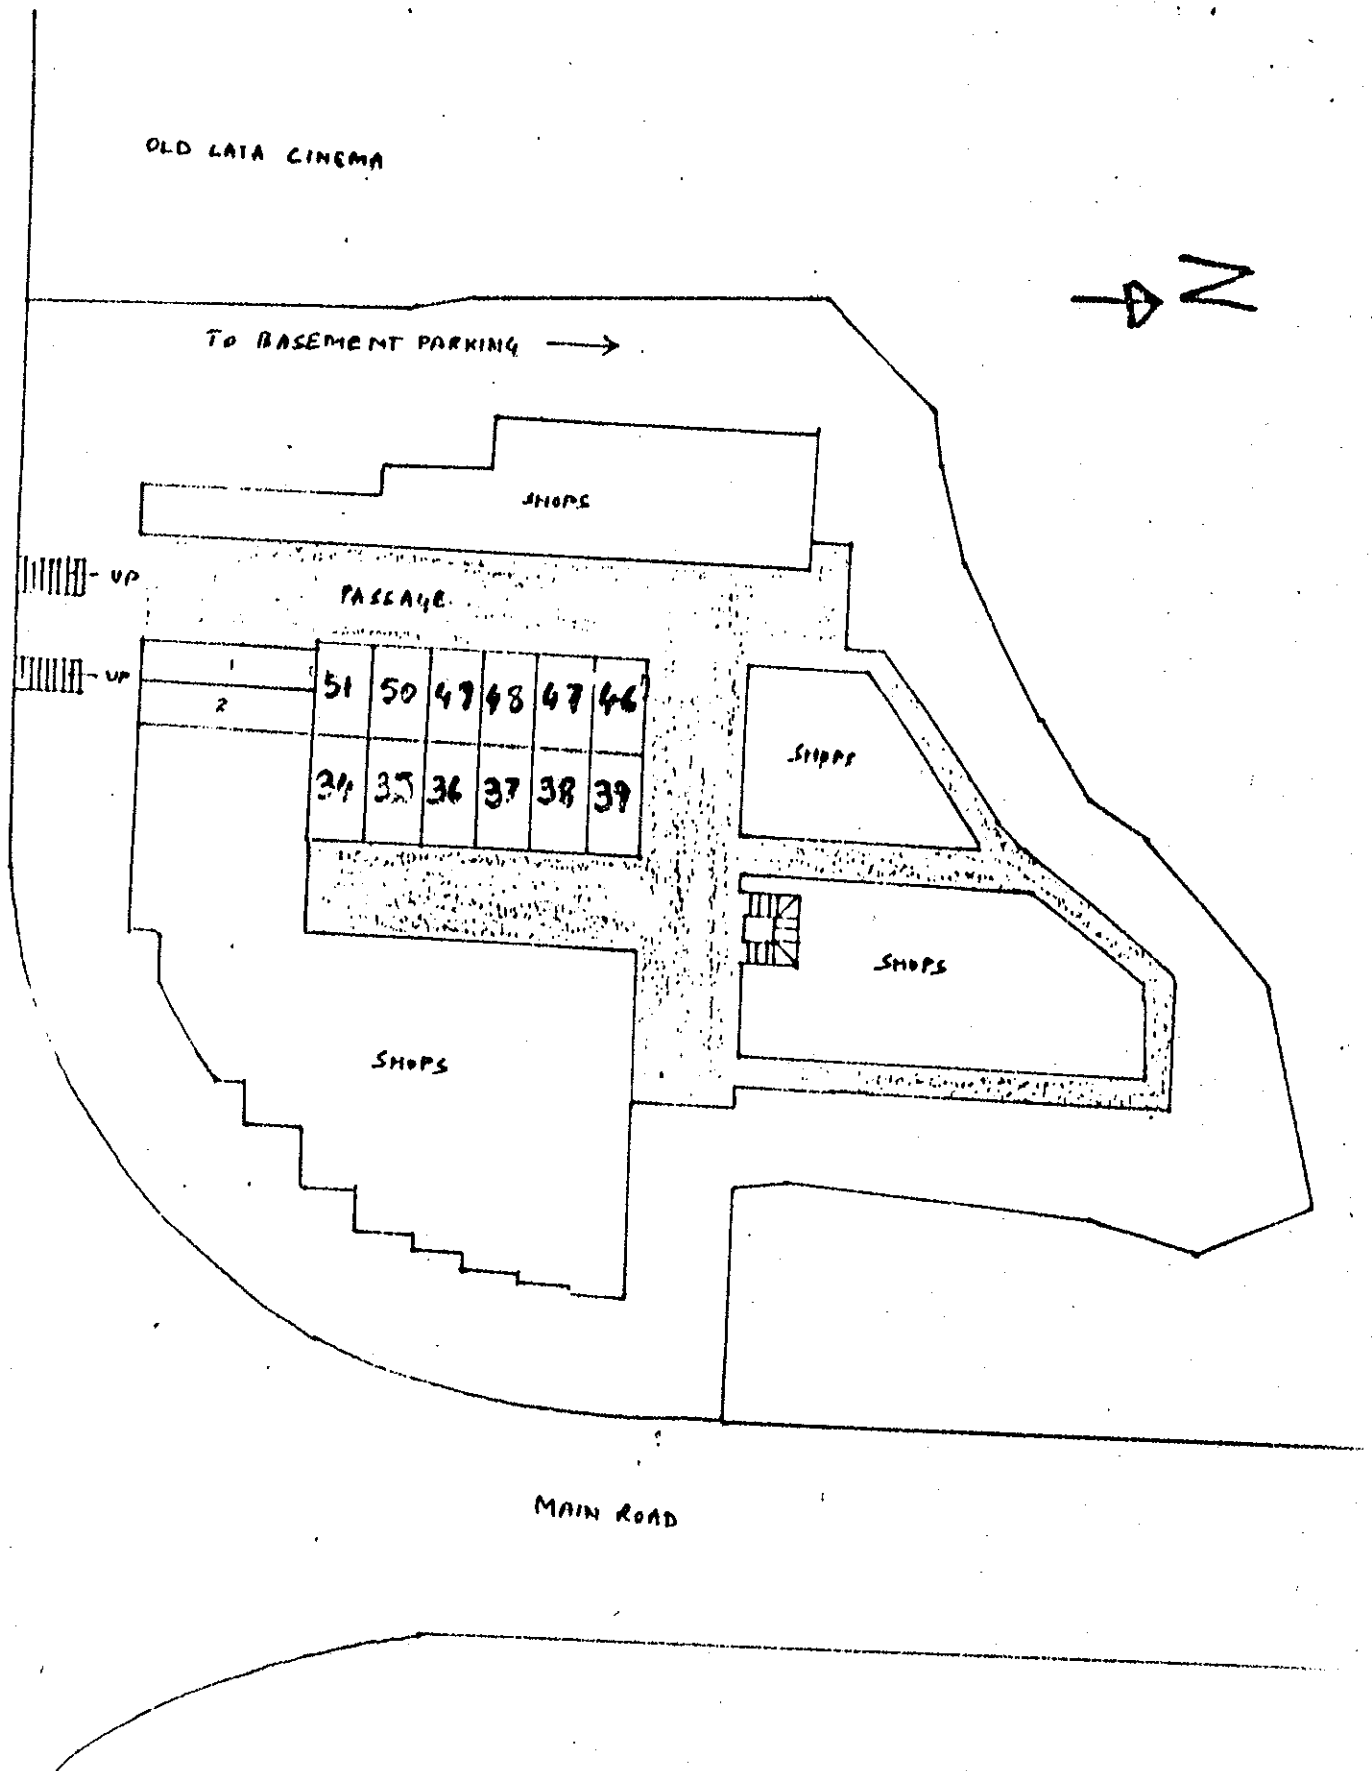 OLD LATA CINEMA
N
TO BASEMENT PARKING
SHOPS
UP
PASSAGE
UP
1
2
51 50 49 48 47 46
34 35 36 37 38 39
SHOPS
SHOPS
SHOPS
MAIN ROAD